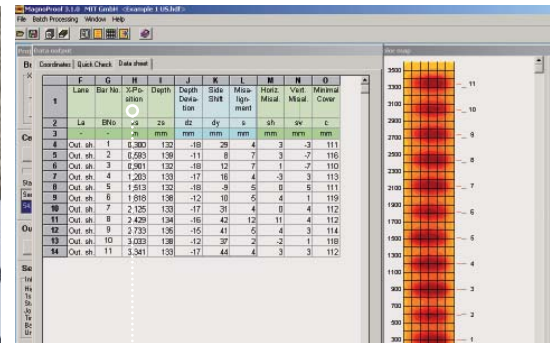 MagnoProof 3.1.0 MIT GmbH <Example 1 US.hdf>
File Batch Processing Window Help
Data output
Coordinates Quick Check Data sheet
F G H I J K L M N O
1 Lane Bar No. X-Position Depth Depth Deviation Side Shift Misalignment Horiz. Misal. Vert. Misal. Minimal Cover
2 La BNo zs dz dy s sh sv c
3 - - m mm mm mm mm mm mm mm
4 Out. sh. 1 0,300 132 -18 29 4 3 -3 111
5 Out. sh. 2 0,593 139 -11 8 7 3 -7 116
6 Out. sh. 3 0,901 132 -18 12 7 1 -7 110
7 Out. sh. 4 1,203 133 -17 16 4 -3 3 113
8 Out. sh. 5 1,513 132 -18 -9 5 0 5 111
9 Out. sh. 6 1,818 138 -12 10 5 4 1 119
10 Out. sh. 7 2,125 133 -17 31 4 0 4 112
11 Out. sh. 8 2,429 134 -16 42 12 11 4 112
12 Out. sh. 9 2,733 135 -15 41 5 4 3 114
13 Out. sh. 10 3,033 138 -12 37 2 -2 1 118
14 Out. sh. 11 3,341 133 -17 44 4 3 3 112
3500
3300 11
3100
2900 10
2700 9
2500
2300 8
2100
1900 7
1700 6
1500
1300 5
1100 4
900 3
700
500 2
300 1